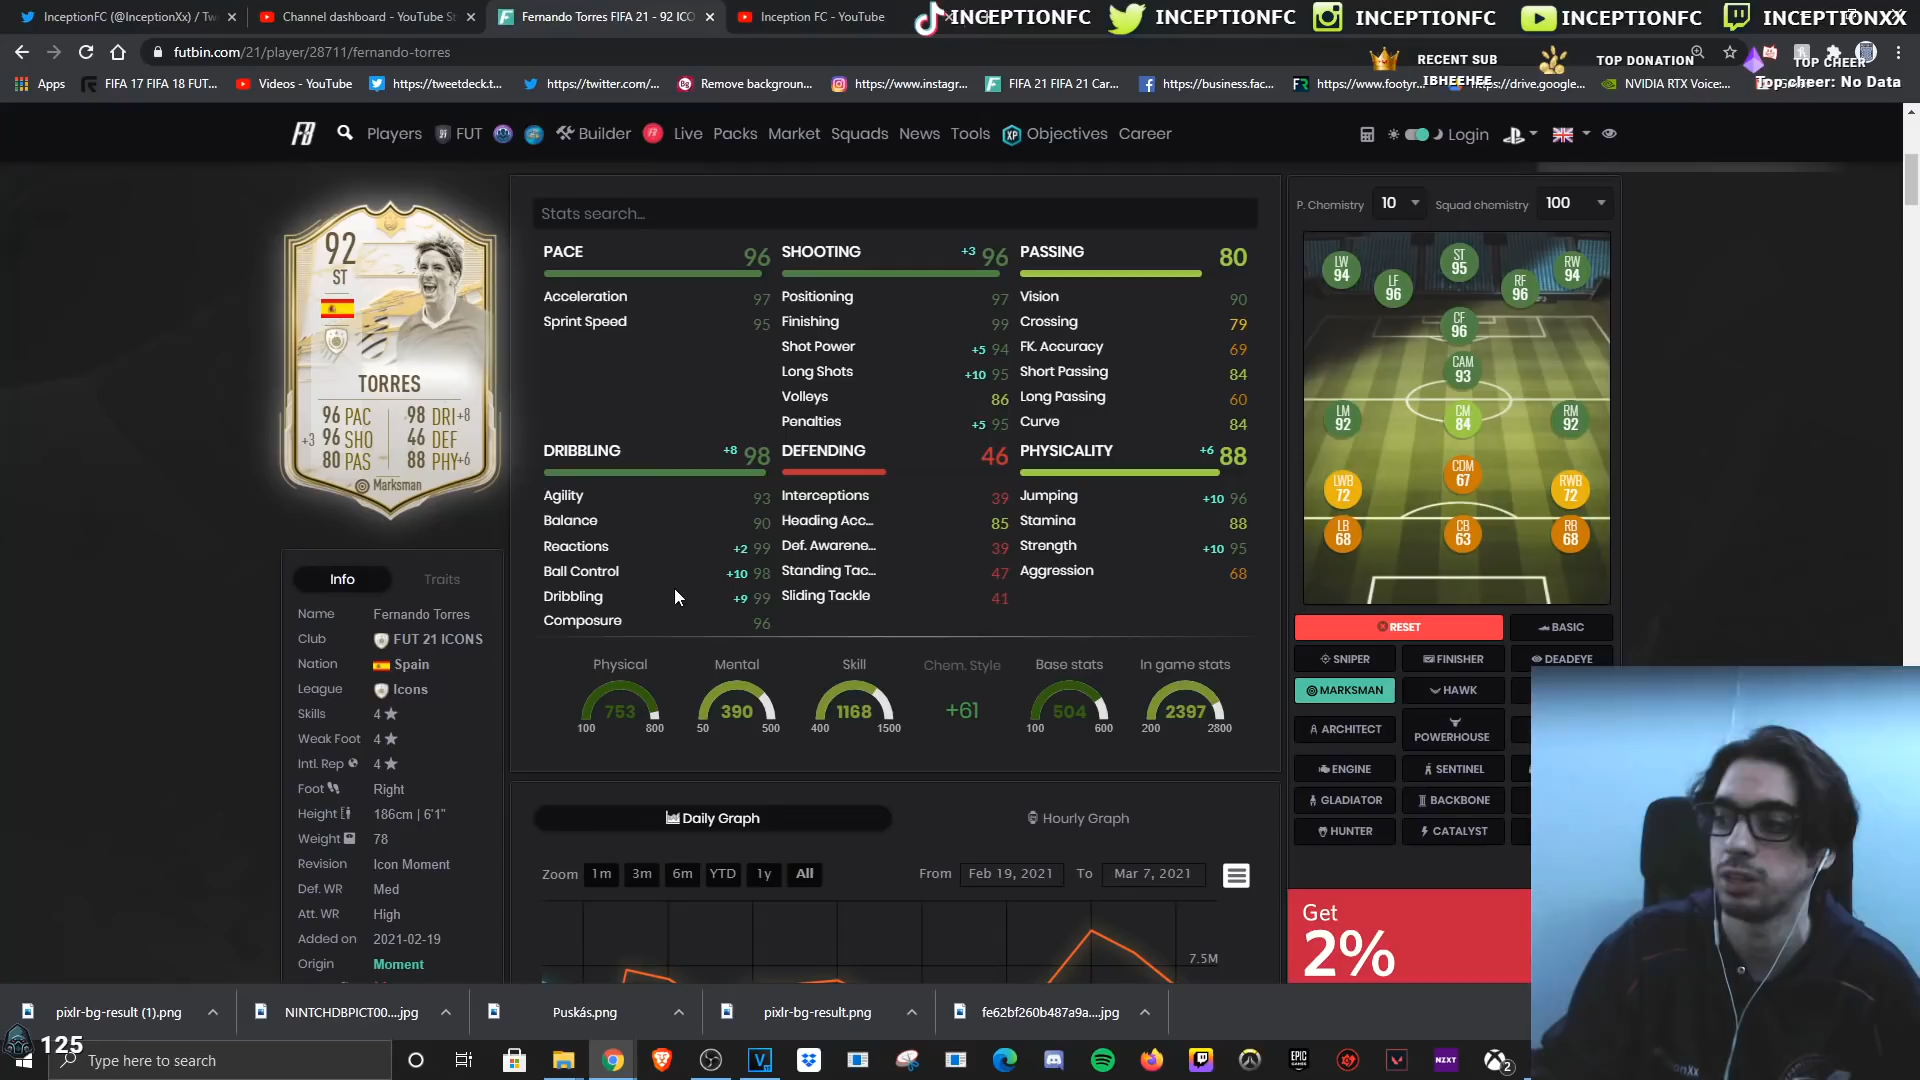 InceptionFC (@InceptionXx) / Tw
Channel dashboard - YouTube St
Fernando Torres FIFA 21 - 92 ICO
Inception FC - YouTube
INCEPTIONFC
INCEPTIONFC
INCEPTIONFC
INCEPTIONFC
INCEPTIONXX
futbin.com/21/player/28711/fernando-torres
RECENT SUB
IBHEEHEE
TOP DONATION
TOP CHEER
Top cheer: No Data
Apps
FIFA 17 FIFA 18 FUT...
Videos - YouTube
https://tweetdeck.t...
https://twitter.com/...
Remove backgroun...
https://www.instagr...
FIFA 21 FIFA 21 Car...
https://business.fac...
https://www.footyr...
https://drive.google...
NVIDIA RTX Voice:...
Players
FUT
Builder
Live
Packs
Market
Squads
News
Tools
XP
Objectives
Career
Login
92
ST
TORRES
96 PAC
98 DRI+8
+3 96 SHO
46 DEF
80 PAS
88 PHY+6
Marksman
Stats search...
PACE 96
Acceleration 97
Sprint Speed 95
SHOOTING +3 96
Positioning 97
Finishing 99
Shot Power +5 94
Long Shots +10 95
Volleys 86
Penalties +5 95
PASSING 80
Vision 90
Crossing 79
FK. Accuracy 69
Short Passing 84
Long Passing 60
Curve 84
DRIBBLING +8 98
Agility 93
Balance 90
Reactions +2 99
Ball Control +10 98
Dribbling +9 99
Composure 96
DEFENDING 46
Interceptions 39
Heading Acc... 85
Def. Awarene... 39
Standing Tac... 47
Sliding Tackle 41
PHYSICALITY +6 88
Jumping +10 96
Stamina 88
Strength +10 95
Aggression 68
Physical
753
100 800
Mental
390
50 500
Skill
1168
400 1500
Chem. Style
+61
Base stats
504
100 600
In game stats
2397
200 2800
P. Chemistry 10
Squad chemistry 100
LW 94
ST 95
RW 94
LF 96
RF 96
CF 96
CAM 93
LM 92
CM 84
RM 92
CDM 67
LWB 72
RWB 72
LB 68
CB 63
RB 68
RESET
BASIC
SNIPER
FINISHER
DEADEYE
MARKSMAN
HAWK
ARCHITECT
POWERHOUSE
ENGINE
SENTINEL
GLADIATOR
BACKBONE
HUNTER
CATALYST
Info
Traits
Name Fernando Torres
Club FUT 21 ICONS
Nation Spain
League Icons
Skills 4
Weak Foot 4
Intl. Rep 4
Foot Right
Height 186cm | 6'1"
Weight 78
Revision Icon Moment
Def. WR Med
Att. WR High
Added on 2021-02-19
Origin Moment
Daily Graph
Hourly Graph
Zoom 1m 3m 6m YTD 1y All
From Feb 19, 2021 To Mar 7, 2021
7.5M
Get
2%
pixlr-bg-result (1).png
NINTCHDBPICT00....jpg
Puskás.png
pixlr-bg-result.png
fe62bf260b487a9a....jpg
125
Type here to search
V
EPIC GAMES
NZXT
2